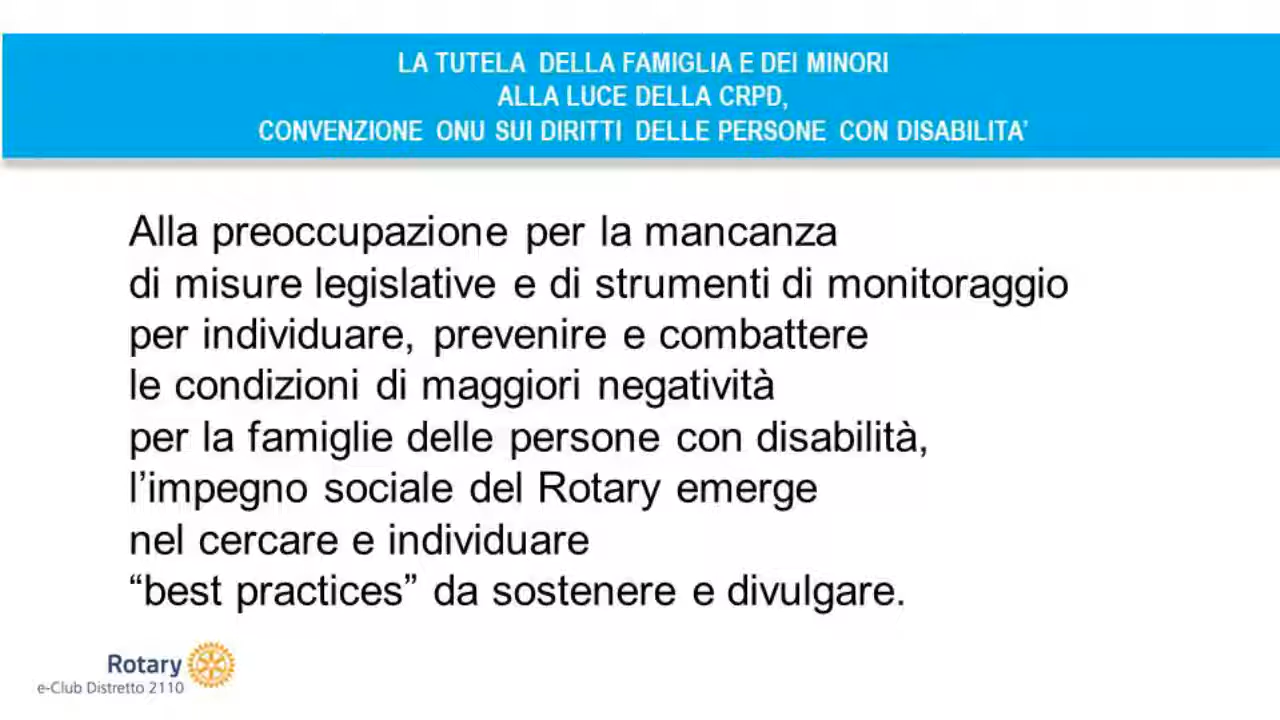 LA TUTELA DELLA FAMIGLIA E DEI MINORI
ALLA LUCE DELLA CRPD,
CONVENZIONE ONU SUI DIRITTI DELLE PERSONE CON DISABILITA’
Alla preoccupazione per la mancanza
di misure legislative e di strumenti di monitoraggio
per individuare, prevenire e combattere
le condizioni di maggiori negatività
per la famiglie delle persone con disabilità,
l’impegno sociale del Rotary emerge
nel cercare e individuare
“best practices” da sostenere e divulgare.
Rotary
e-Club Distretto 2110